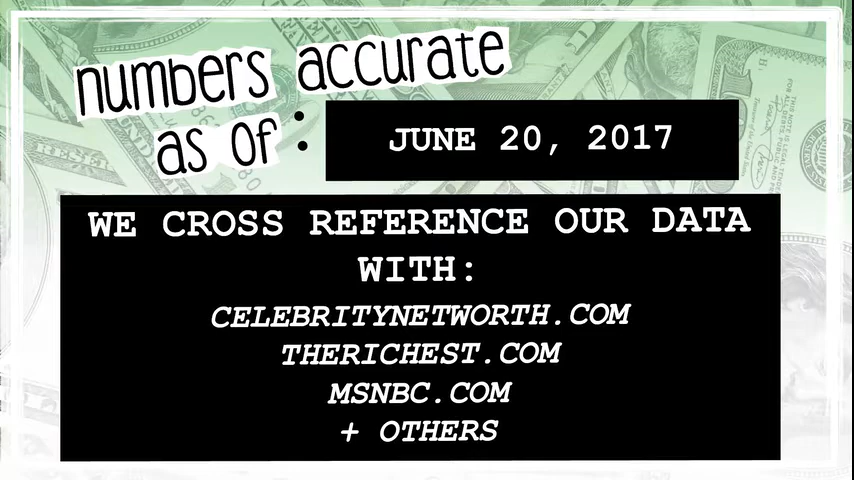 numbers accurate
as of:
JUNE 20, 2017
WE CROSS REFERENCE OUR DATA
WITH:
CELEBRITYNETWORTH.COM
THERICHEST.COM
MSNBC.COM
+ OTHERS